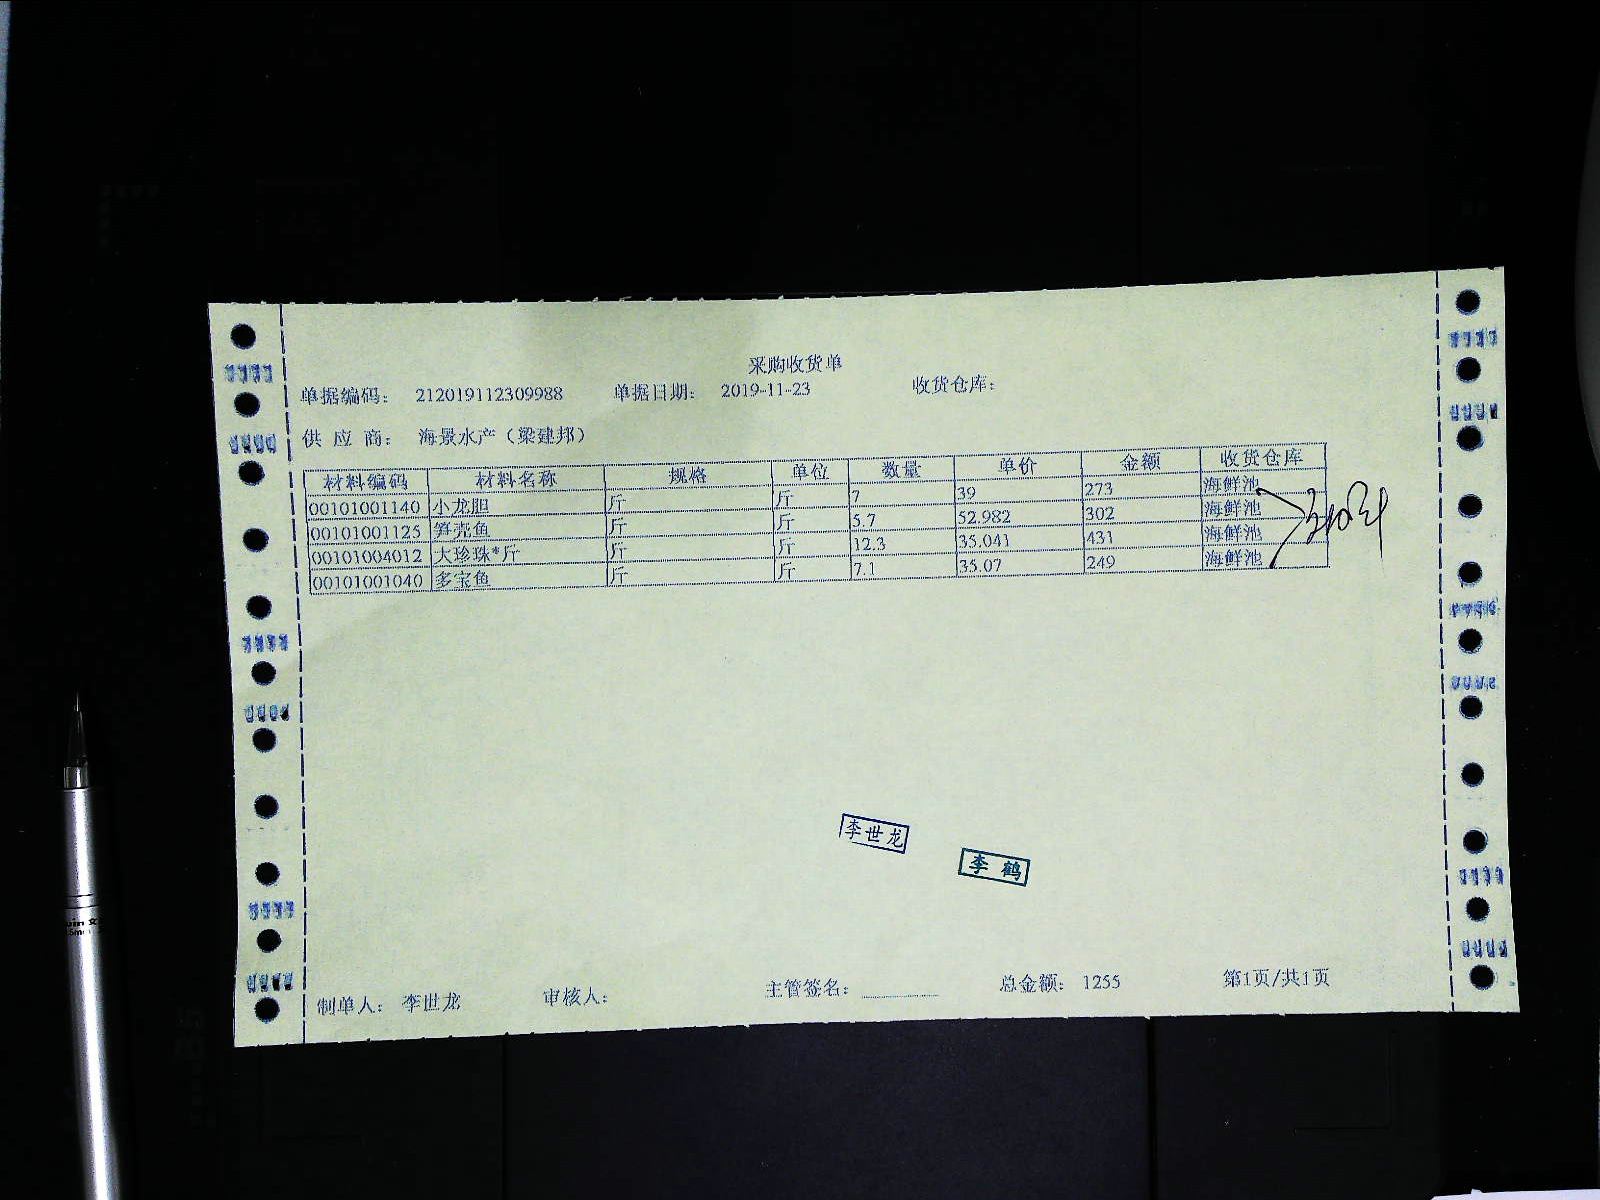 采购收货单
单据编码： 212019112309988 单据日期： 2019-11-23 收货仓库：
供 应 商： 海景水产（梁建邦）
材料编码 材料名称 规格 单位 数量 单价 金额 收货仓库
00101001140 小龙胆 斤 斤 7 39 273 海鲜池
00101001125 笋壳鱼 斤 斤 5.7 52.982 302 海鲜池
00101004012 大珍珠*斤 斤 斤 12.3 35.041 431 海鲜池
00101001040 多宝鱼 斤 斤 7.1 35.07 249 海鲜池
李世龙
李 鹤
制单人： 李世龙 审核人： 主管签名： 总金额： 1255 第1页/共1页